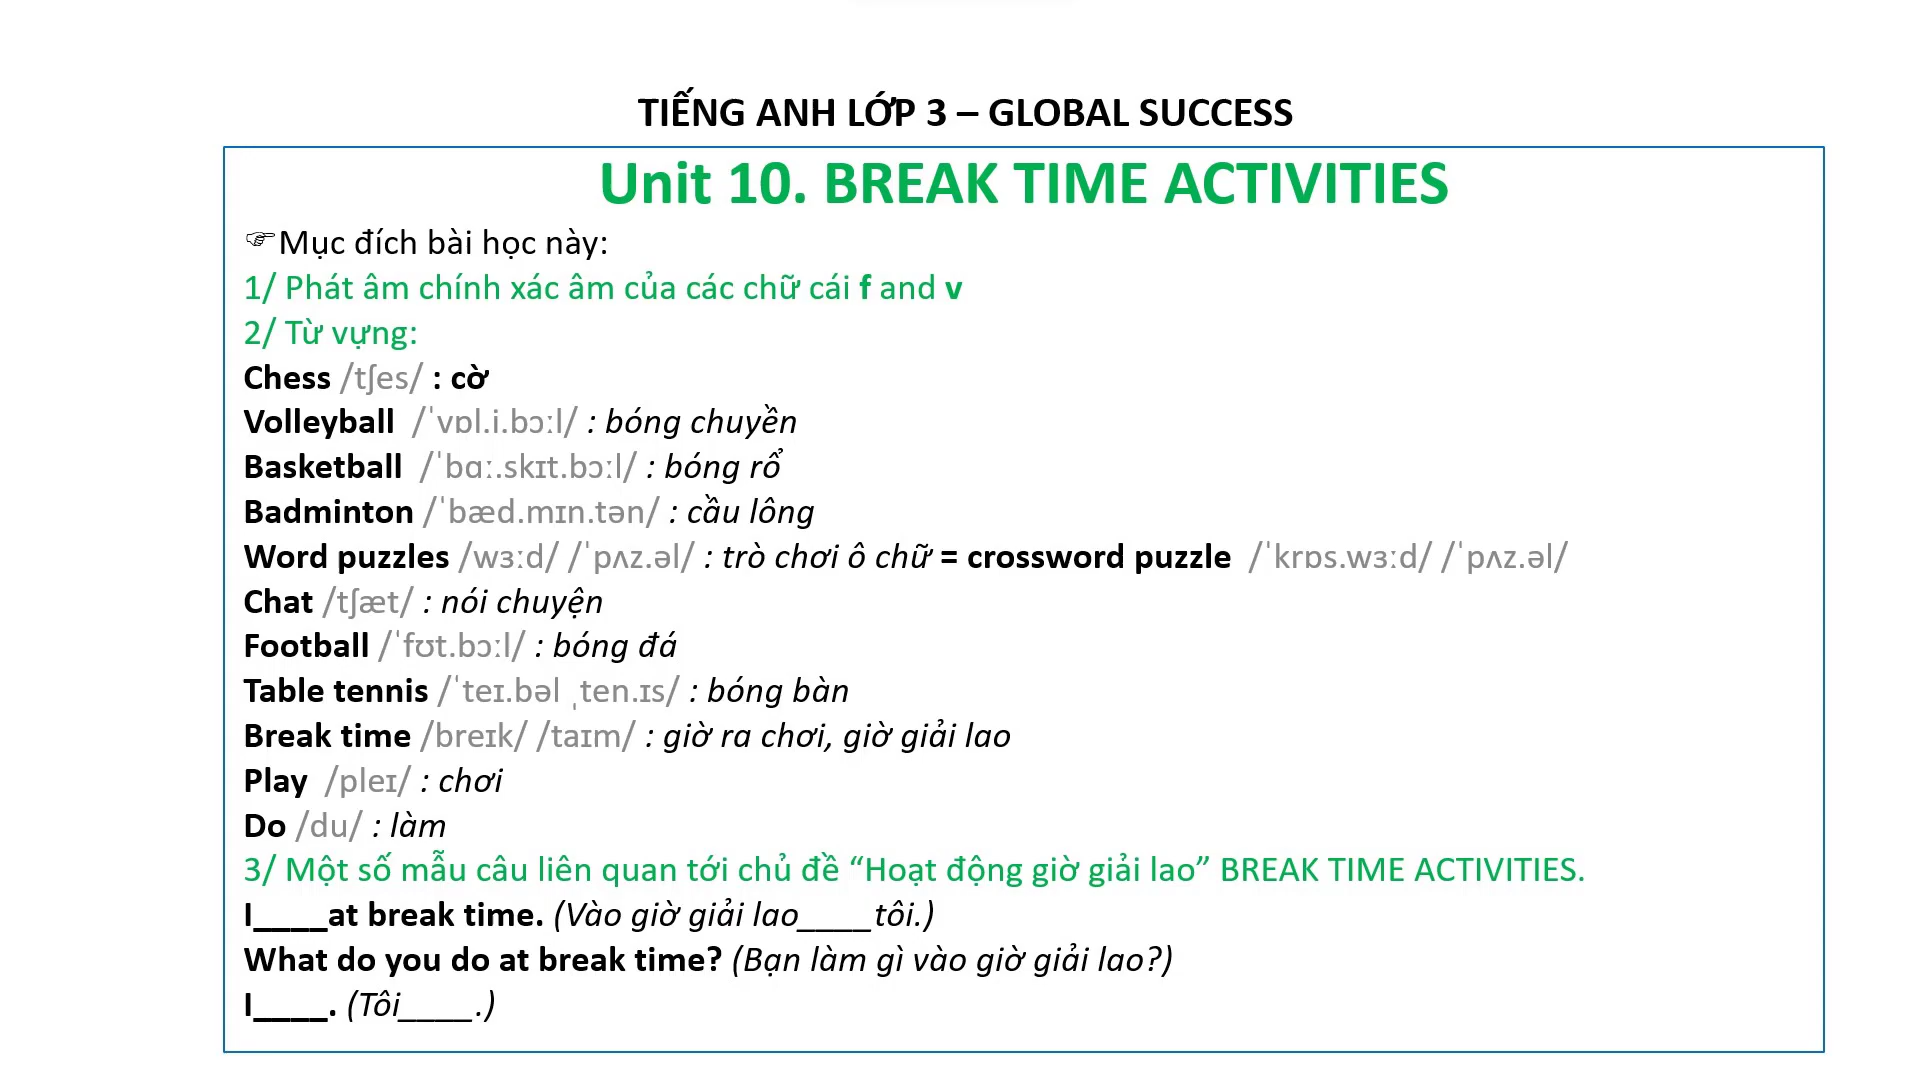 TIẾNG ANH LỚP 3 – GLOBAL SUCCESS
Unit 10. BREAK TIME ACTIVITIES
☞Mục đích bài học này:
1/ Phát âm chính xác âm của các chữ cái f and v
2/ Từ vựng:
Chess /tʃes/ : cờ
Volleyball /ˈvɒl.i.bɔːl/ : bóng chuyền
Basketball /ˈbɑː.skɪt.bɔːl/ : bóng rổ
Badminton /ˈbæd.mɪn.tən/ : cầu lông
Word puzzles /wɜːd/ /ˈpʌz.əl/ : trò chơi ô chữ = crossword puzzle /ˈkrɒs.wɜːd/ /ˈpʌz.əl/
Chat /tʃæt/ : nói chuyện
Football /ˈfʊt.bɔːl/ : bóng đá
Table tennis /ˈteɪ.bəl ˌten.ɪs/ : bóng bàn
Break time /breɪk/ /taɪm/ : giờ ra chơi, giờ giải lao
Play /pleɪ/ : chơi
Do /du/ : làm
3/ Một số mẫu câu liên quan tới chủ đề “Hoạt động giờ giải lao” BREAK TIME ACTIVITIES.
I____at break time. (Vào giờ giải lao____tôi.)
What do you do at break time? (Bạn làm gì vào giờ giải lao?)
I____. (Tôi____.)